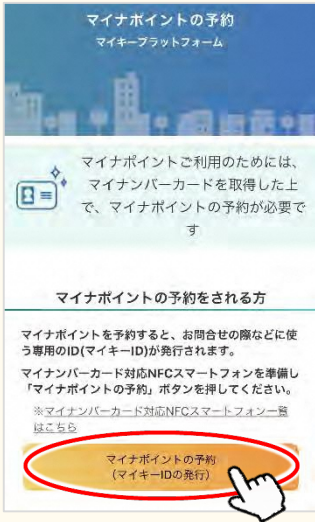 マイナポイントの予約
マイキープラットフォーム
マイナポイントご利用のためには、
マイナンバーカードを取得した上
で、マイナポイントの予約が必要で
す
マイナポイントの予約をされる方
マイナポイントを予約すると、お問合せの際などに使
う専用のID(マイキーID)が発行されます。
マイナンバーカード対応NFCスマートフォンを準備し
「マイナポイントの予約」ボタンを押してください。
※マイナンバーカード対応NFCスマートフォン一覧
はこちら
マイナポイントの予約
(マイキーIDの発行)